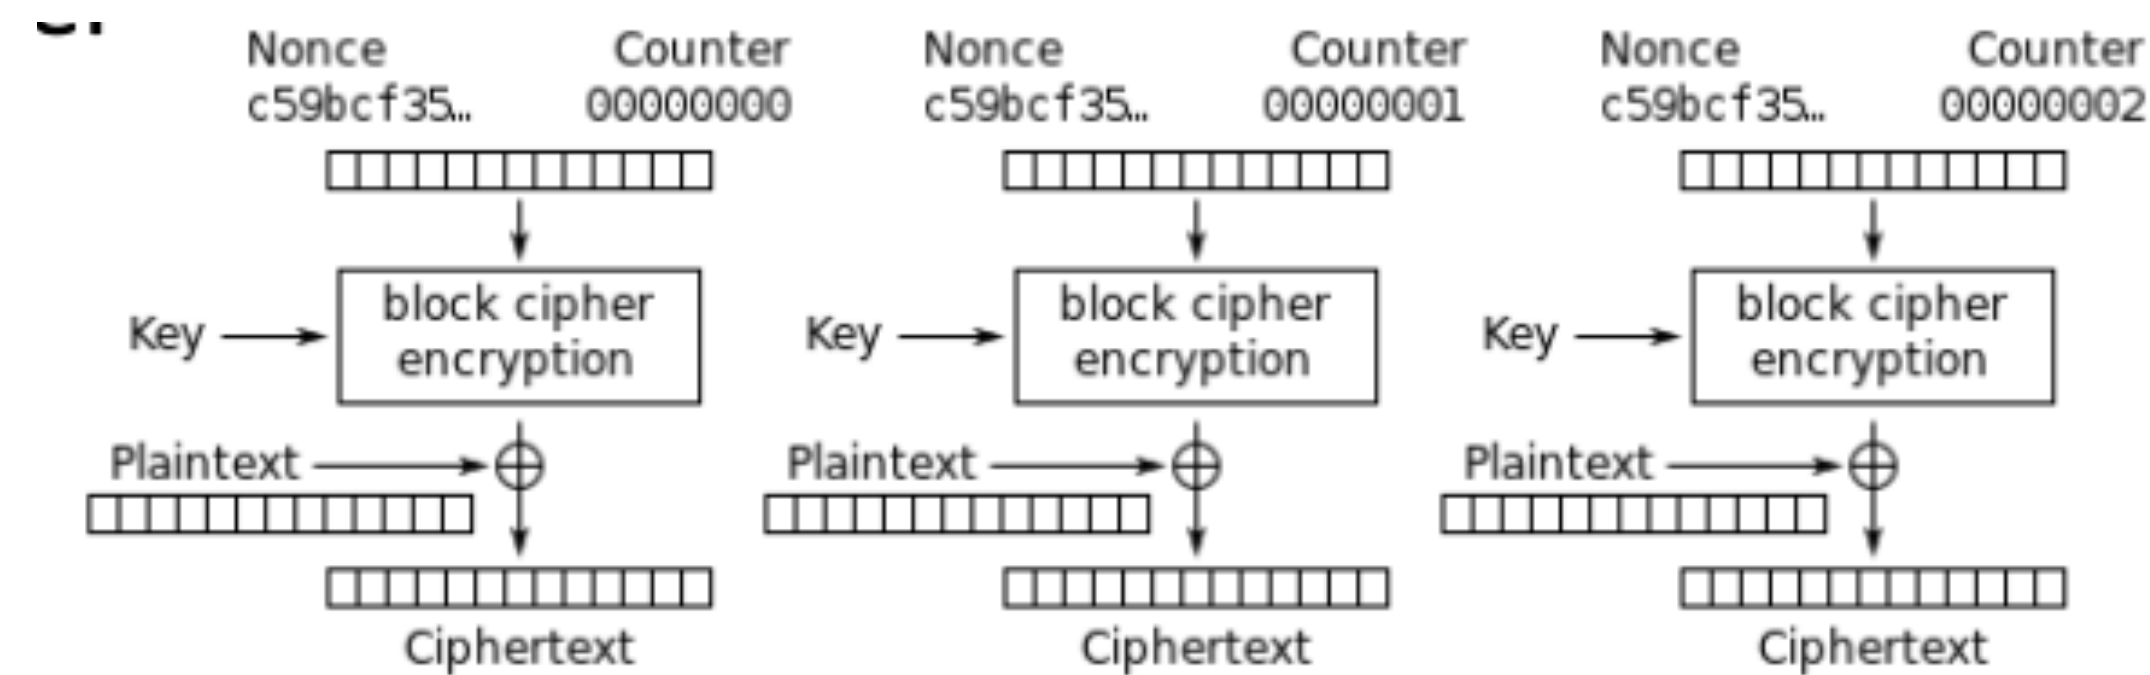 Nonce Counter Nonce Counter Nonce Counter
c59bcf35... 00000000 c59bcf35... 00000001 c59bcf35... 00000002
Key block cipher encryption Key block cipher encryption Key block cipher encryption
Plaintext Plaintext Plaintext
Ciphertext Ciphertext Ciphertext